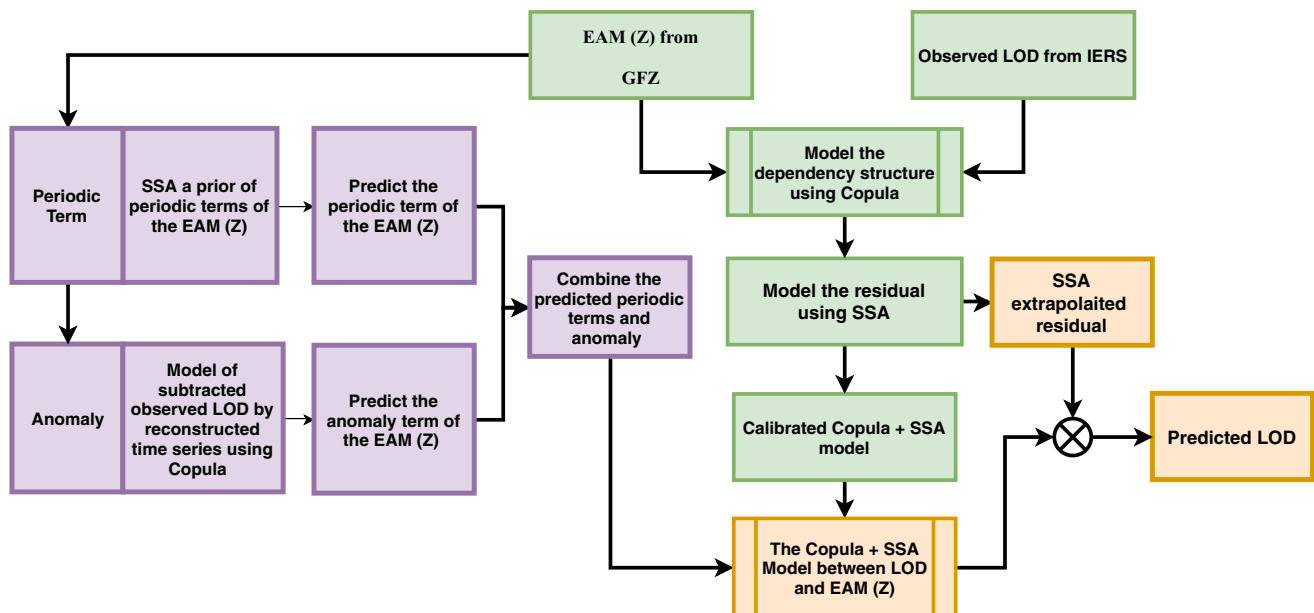 EAM (Z) from
GFZ
Observed LOD from IERS
Periodic
Term
SSA a prior of
periodic terms of
the EAM (Z)
Predict the
periodic term of
the EAM (Z)
Model the
dependency structure
using Copula
Combine the
predicted periodic
terms and
anomaly
Model the residual
using SSA
SSA
extrapolaited
residual
Anomaly
Model of
subtracted
observed LOD by
reconstructed
time series using
Copula
Predict the
anomaly term of
the EAM (Z)
Calibrated Copula + SSA
model
Predicted LOD
The Copula + SSA
Model between LOD
and EAM (Z)